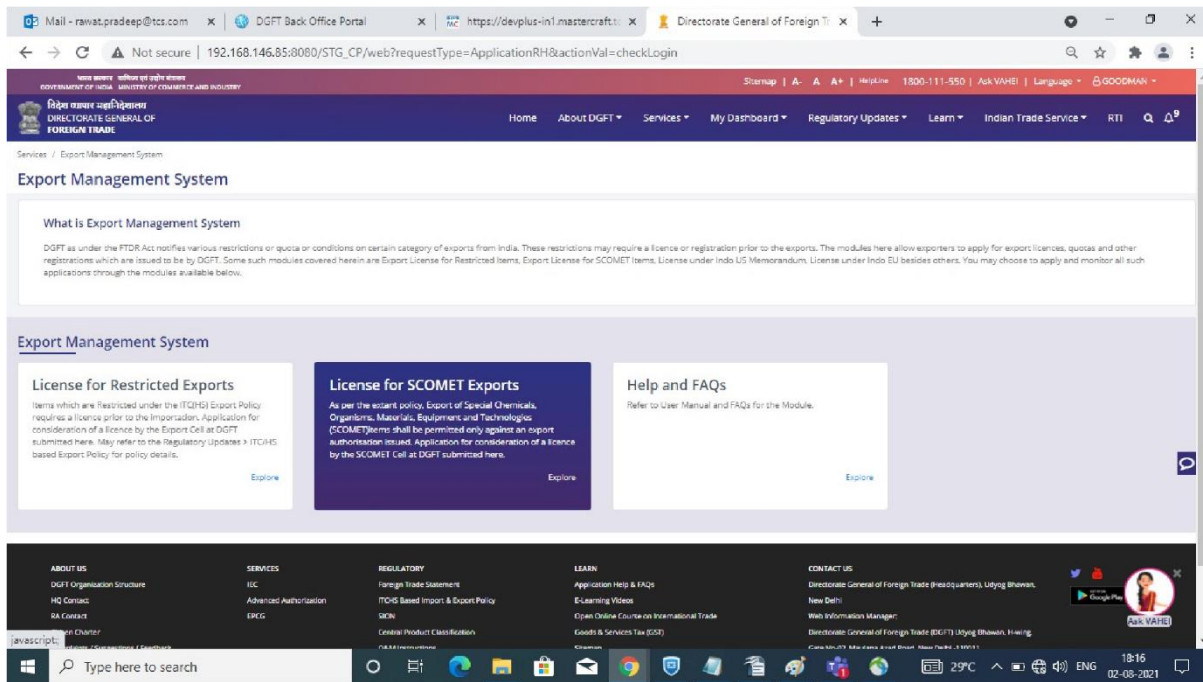 Mail - rawat.pradeep@tcs.com
DGFT Back Office Portal
https://devplus-in1.mastercraft.t
Directorate General of Foreign Tr
Not secure | 192.168.146.85:8080/STG_CP/web?requestType=ApplicationRH&actionVal=checkLogin
भारत सरकार वाणिज्य एवं उद्योग मंत्रालय
GOVERNMENT OF INDIA MINISTRY OF COMMERCE AND INDUSTRY
Sitemap | A- A A+ | HelpLine 1800-111-550 | Ask VAHEI | Language GOODMAN
विदेश व्यापार महानिदेशालय
DIRECTORATE GENERAL OF
FOREIGN TRADE
Home About DGFT Services My Dashboard Regulatory Updates Learn Indian Trade Service RTI 9
Services / Export Management System
Export Management System
What is Export Management System
DGFT as under the FTDR Act notifies various restrictions or quota or conditions on certain category of exports from India. These restrictions may require a licence or registration prior to the exports. The modules here allow exporters to apply for export licences, quotas and other
registrations which are issued to be by DGFT. Some such modules covered herein are Export License for Restricted Items, Export License for SCOMET Items, License under Indo US Memorandum, License under Indo EU besides others. You may choose to apply and monitor all such
applications through the modules available below.
Export Management System
License for Restricted Exports
Items which are Restricted under the ITC(HS) Export Policy
requires a licence prior to the importation. Application for
consideration of a licence by the Export Cell at DGFT
submitted here. May refer to the Regulatory Updates > ITC/HS
based Export Policy for policy details.
Explore
License for SCOMET Exports
As per the extant policy, Export of Special Chemicals,
Organisms, Materials, Equipment and Technologies
(SCOMET)items shall be permitted only against an export
authorisation issued. Application for consideration of a licence
by the SCOMET Cell at DGFT submitted here.
Explore
Help and FAQs
Refer to User Manual and FAQs for the Module.
Explore
ABOUT US
DGFT Organization Structure
HQ Contact
RA Contact
Charter
SERVICES
IEC
Advanced Authorization
EPCG
REGULATORY
Foreign Trade Statement
ITCHS Based Import & Export Policy
SION
Central Product Classification
LEARN
Application Help & FAQs
E-Learning Videos
Open Online Course on International Trade
Goods & Services Tax (GST)
Sitemap
CONTACT US
Directorate General of Foreign Trade (Headquarters), Udyog Bhawan,
New Delhi
Web Information Manager:
Directorate General of Foreign Trade (DGFT) Udyog Bhawan, H-wing,
Google Play
Ask VAHEI
javascript:
Type here to search
29°C ENG
18:16
02-08-2021